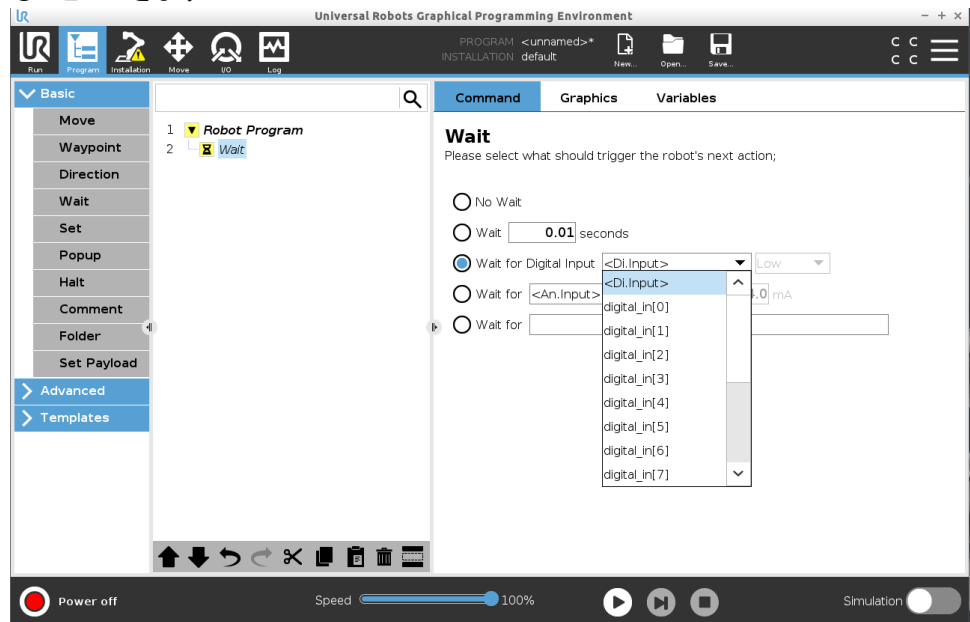 UR
Universal Robots Graphical Programming Environment
PROGRAM <unnamed>*
INSTALLATION default
Run Program Installation Move I/O Log New... Open... Save...
C C
C C
Basic
Move
Waypoint
Direction
Wait
Set
Popup
Halt
Comment
Folder
Set Payload
Advanced
Templates
1 Robot Program
2 Wait
Command Graphics Variables
Wait
Please select what should trigger the robot's next action;
No Wait
Wait 0.01 seconds
Wait for Digital Input <Di.Input> Low
Wait for <An.Input> .0 mA
Wait for
<Di.Input>
digital_in[0]
digital_in[1]
digital_in[2]
digital_in[3]
digital_in[4]
digital_in[5]
digital_in[6]
digital_in[7]
Power off
Speed 100%
Simulation